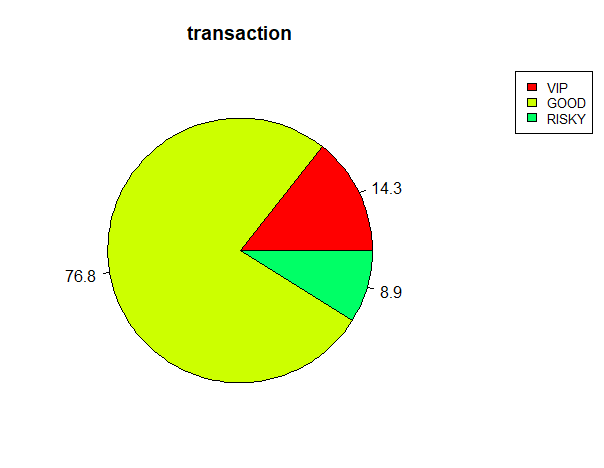 transaction
VIP
GOOD
RISKY
14.3
76.8
8.9